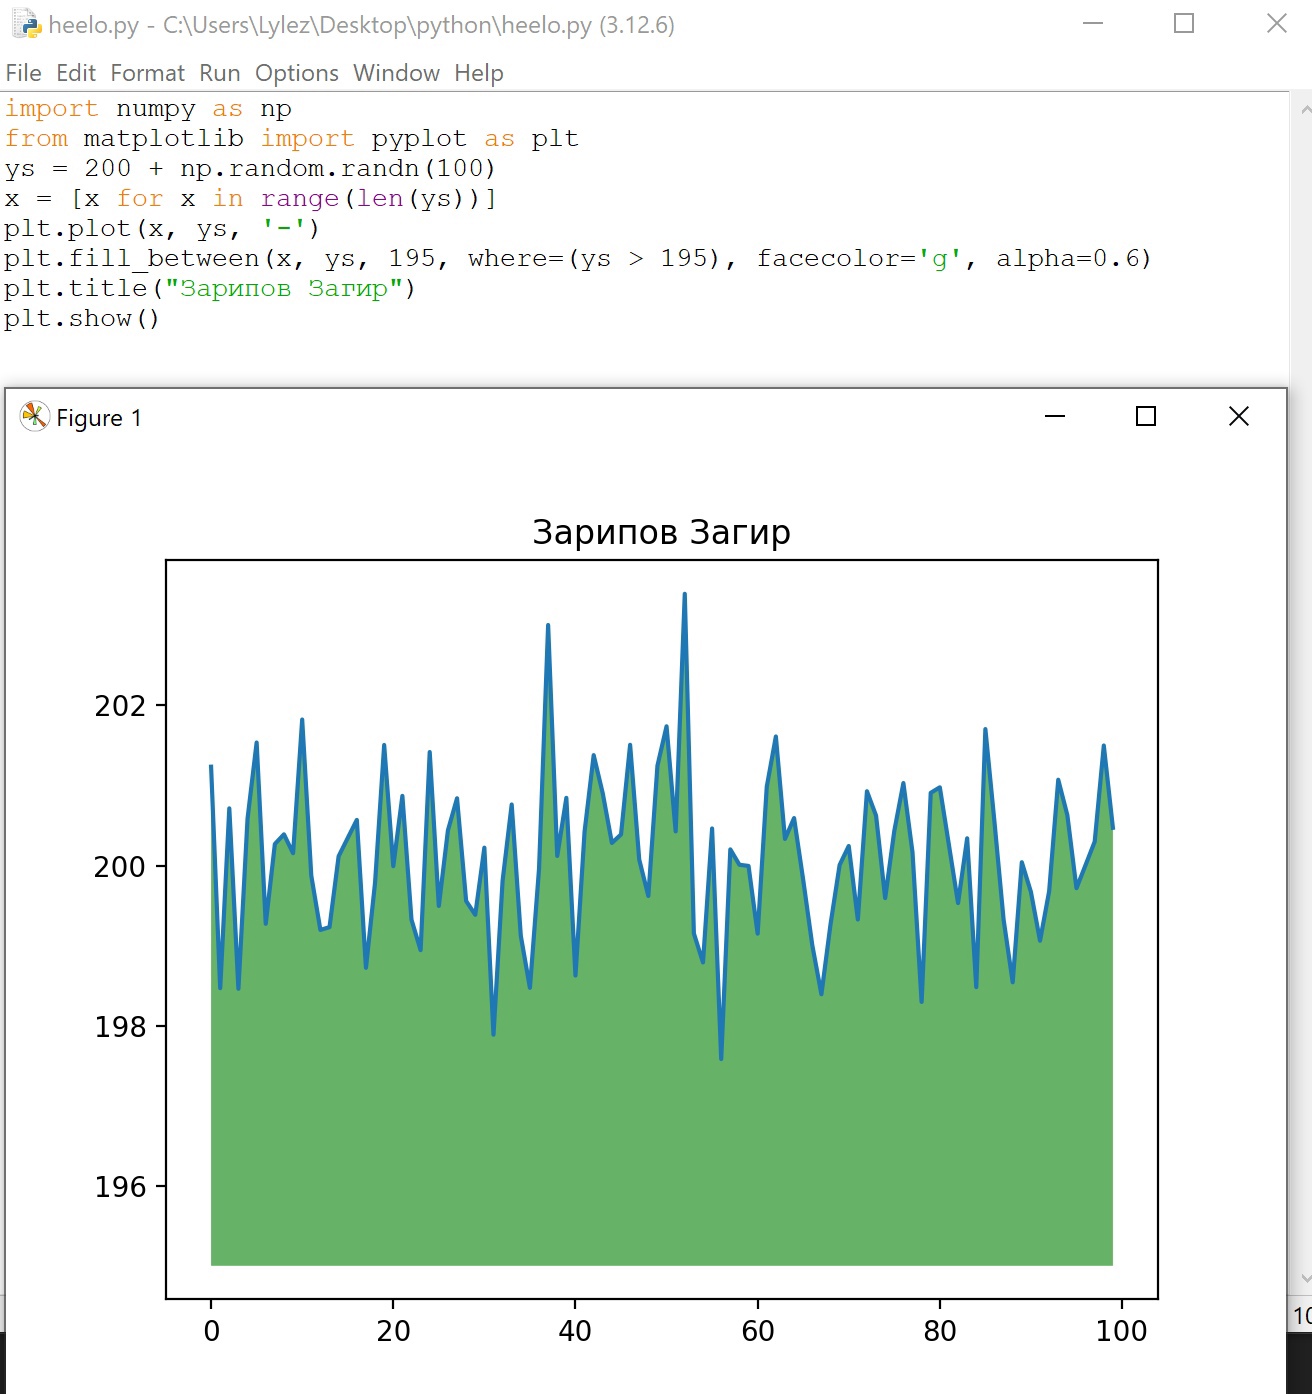 heelo.py - C:\Users\Lylez\Desktop\python\heelo.py (3.12.6)
File Edit Format Run Options Window Help
import numpy as np
from matplotlib import pyplot as plt
ys = 200 + np.random.randn(100)
x = [x for x in range(len(ys))]
plt.plot(x, ys, '-')
plt.fill_between(x, ys, 195, where=(ys > 195), facecolor='g', alpha=0.6)
plt.title("Зарипов Загир")
plt.show()
Figure 1
Зарипов Загир
202
200
198
196
0 20 40 60 80 100